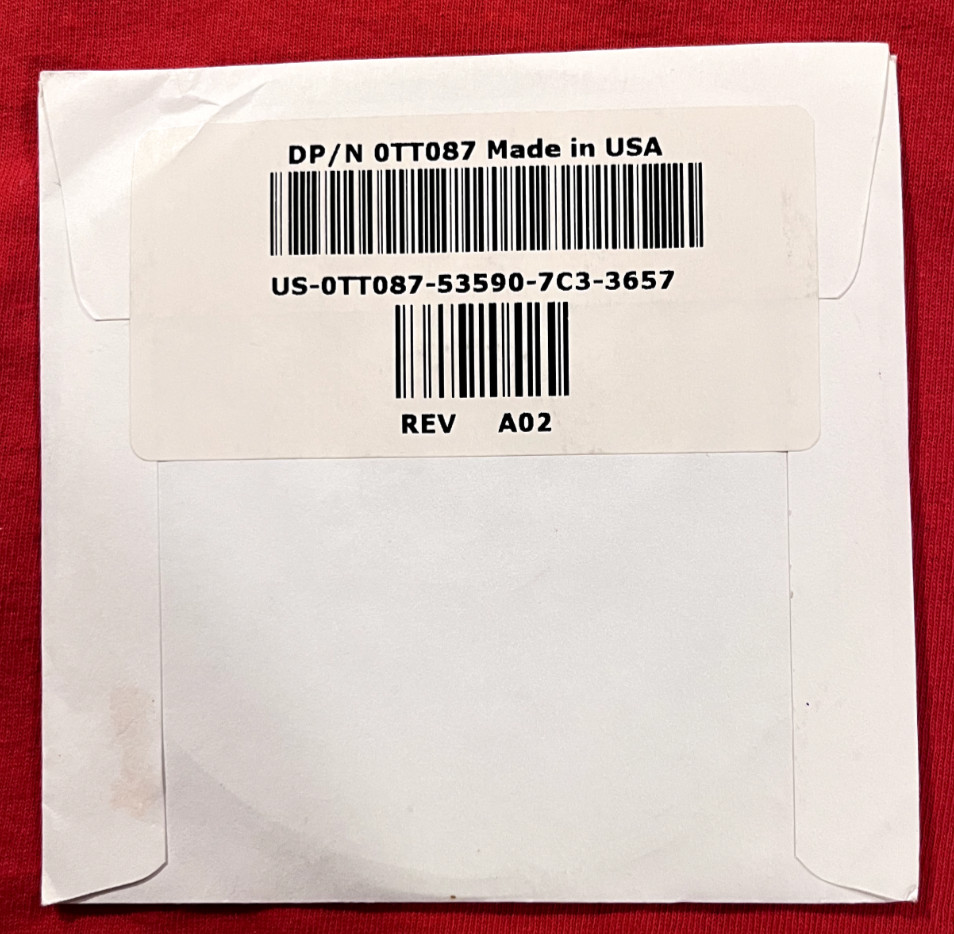 DP/N 0TT087 Made in USA
US-0TT087-53590-7C3-3657
REV A02